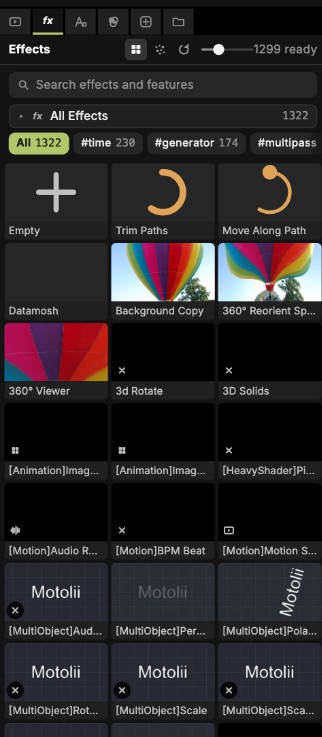 fx
Effects
1299 ready
Search effects and features
fx All Effects 1322
All 1322 #time 230 #generator 174 #multipass
Empty Trim Paths Move Along Path
Datamosh Background Copy 360° Reorient Sp...
360° Viewer 3d Rotate 3D Solids
[Animation]Imag... [Animation]Imag... [HeavyShader]Pi...
[Motion]Audio R... [Motion]BPM Beat [Motion]Motion S...
Motolii Motolii Motolii
[MultiObject]Aud... [MultiObject]Per... [MultiObject]Pola...
Motolii Motolii Motolii
[MultiObject]Rot... [MultiObject]Scale [MultiObject]Sca...